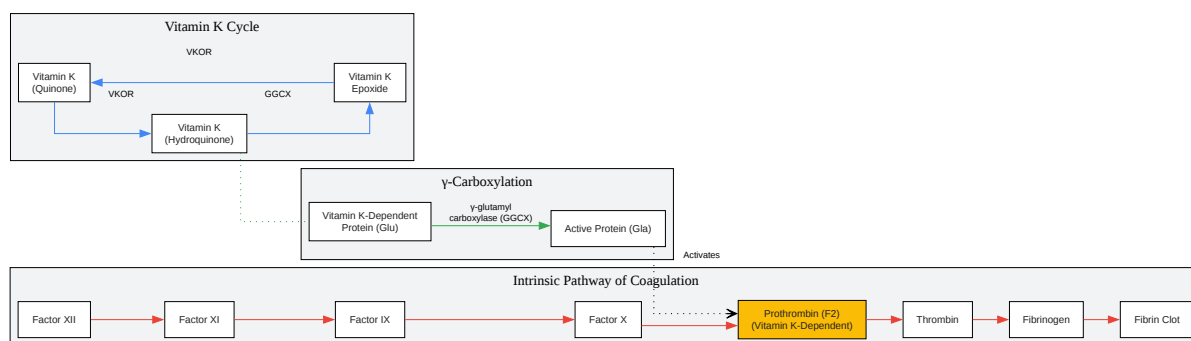 Vitamin K Cycle
VKOR
Vitamin K
(Quinone)
Vitamin K
Epoxide
VKOR
GGCX
Vitamin K
(Hydroquinone)
γ-Carboxylation
Vitamin K-Dependent
Protein (Glu)
γ-glutamyl
carboxylase (GGCX)
Active Protein (Gla)
Activates
Intrinsic Pathway of Coagulation
Factor XII
Factor XI
Factor IX
Factor X
Prothrombin (F2)
(Vitamin K-Dependent)
Thrombin
Fibrinogen
Fibrin Clot